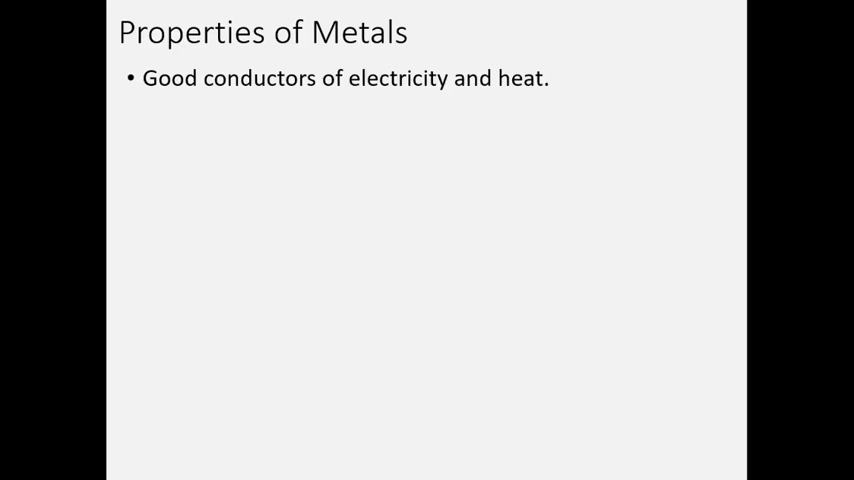 Properties of Metals
• Good conductors of electricity and heat.